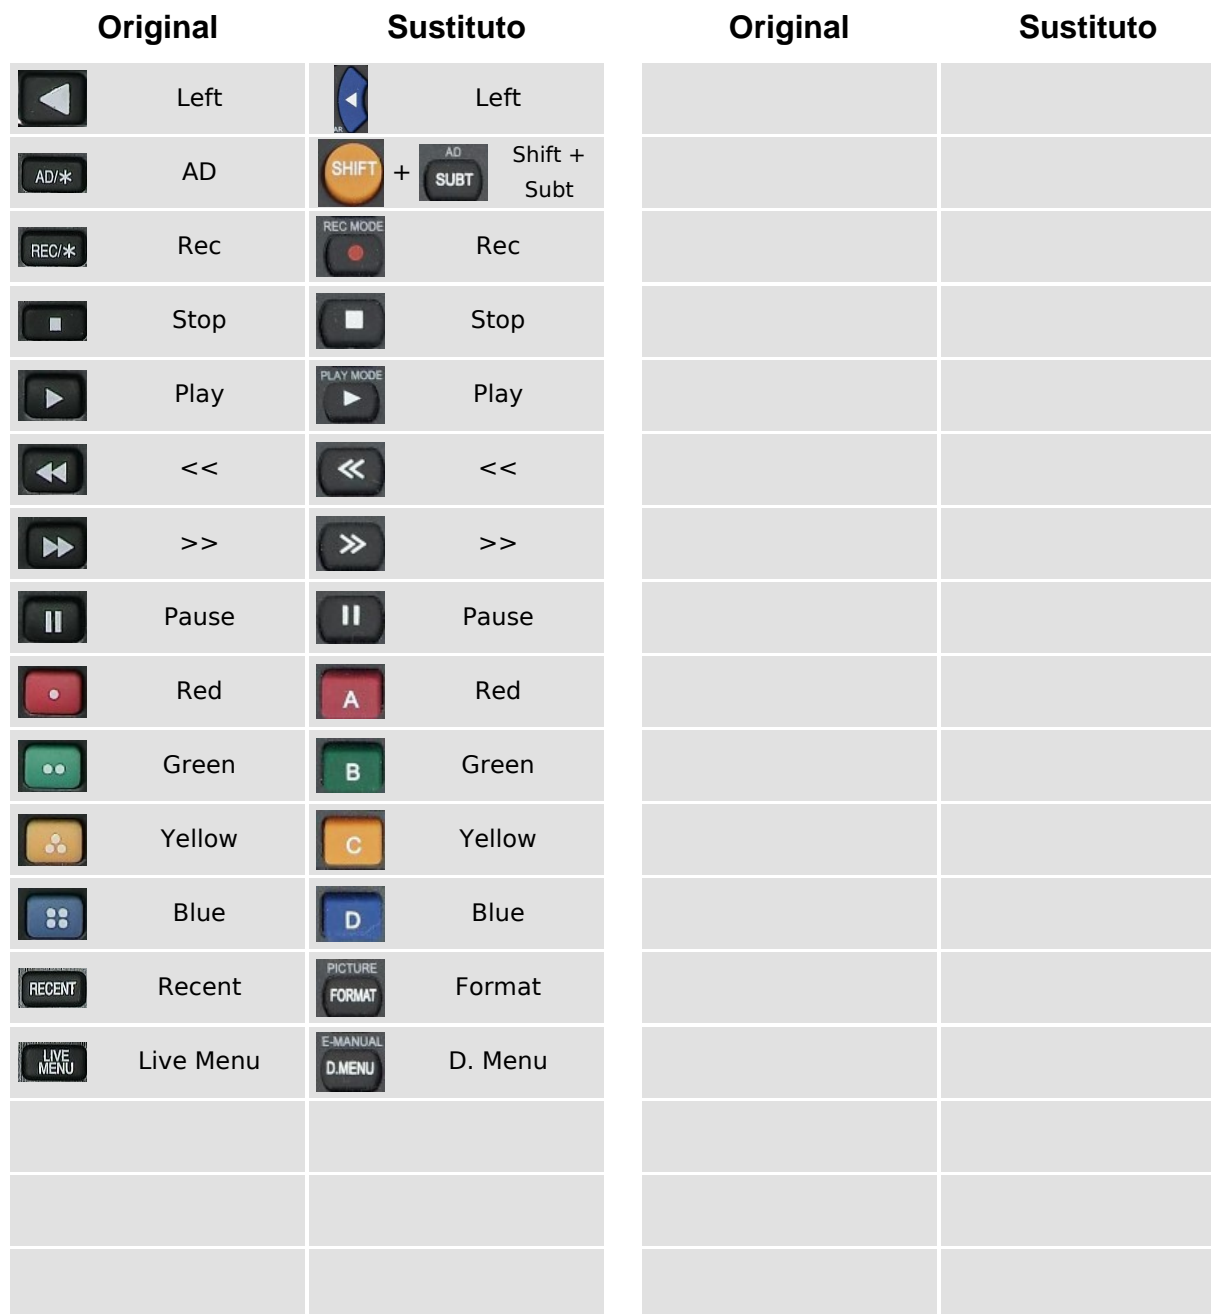 Original Sustituto Original Sustituto
Left AR Left
AD/* AD SHIFT + AD SUBT Shift + Subt
REC/* Rec REC MODE Rec
Stop Stop
Play PLAY MODE Play
<< <<
>> >>
Pause Pause
Red A Red
Green B Green
Yellow C Yellow
Blue D Blue
RECENT Recent PICTURE FORMAT Format
LIVE MENU Live Menu E-MANUAL D.MENU D. Menu